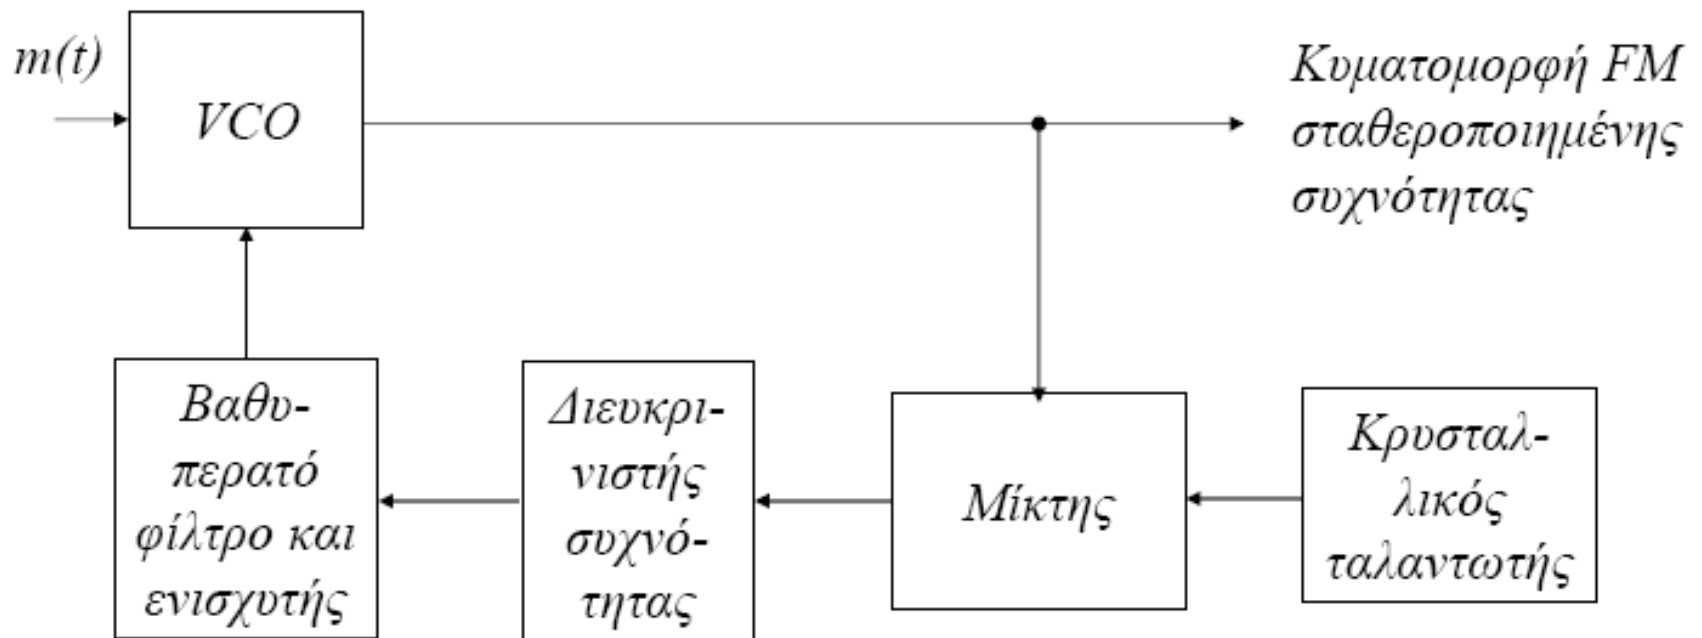 m(t)
VCO
Κυματομορφή FM
σταθεροποιημένης
συχνότητας
Βαθυ-
περατό
φίλτρο και
ενισχυτής
Διευκρι-
νιστής
συχνό-
τητας
Μίκτης
Κρυσταλ-
λικός
ταλαντωτής